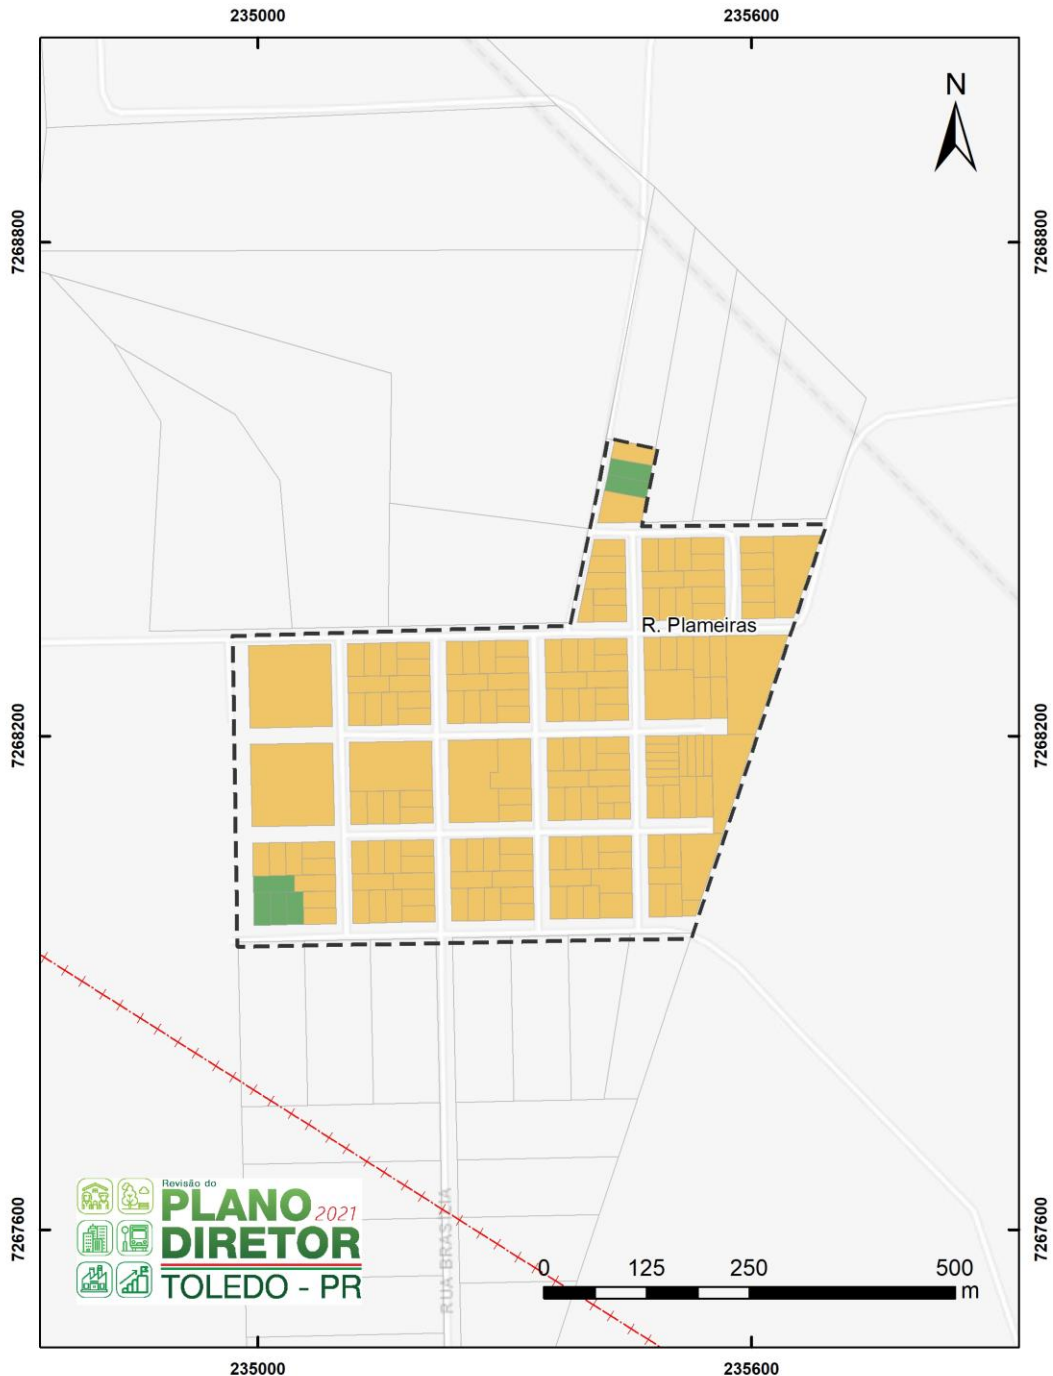 235000 235600
N
7268800 7268800
R. Plameiras
7268200 7268200
Revisão do
PLANO 2021
DIRETOR
TOLEDO - PR
7267600 7267600
RUA BRASILIA
0 125 250 500
m
235000 235600